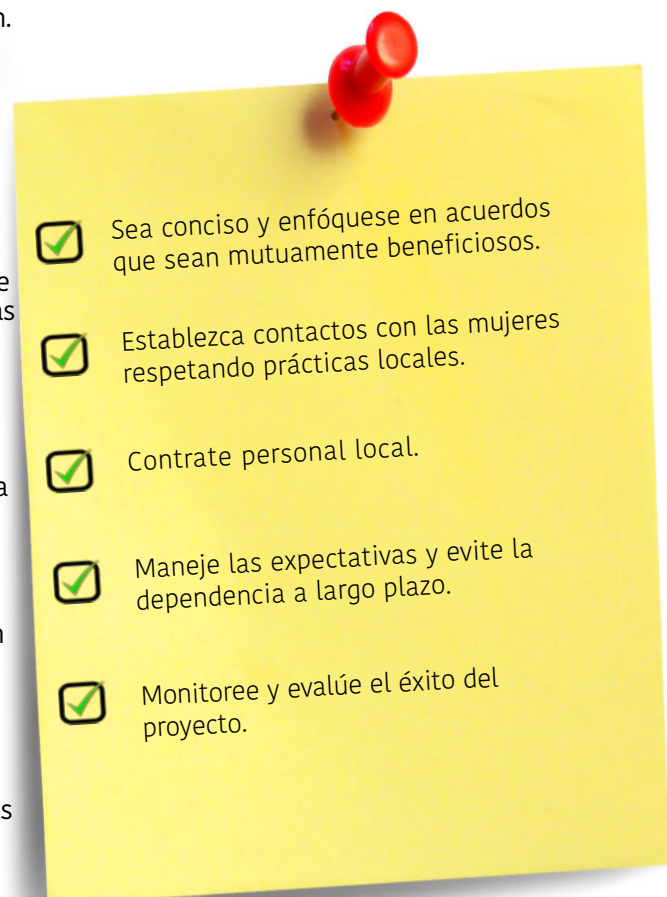 n.
e
as
a
n
s
Sea conciso y enfóquese en acuerdos
que sean mutuamente beneficiosos.
Establezca contactos con las mujeres
respetando prácticas locales.
Contrate personal local.
Maneje las expectativas y evite la
dependencia a largo plazo.
Monitoree y evalúe el éxito del
proyecto.